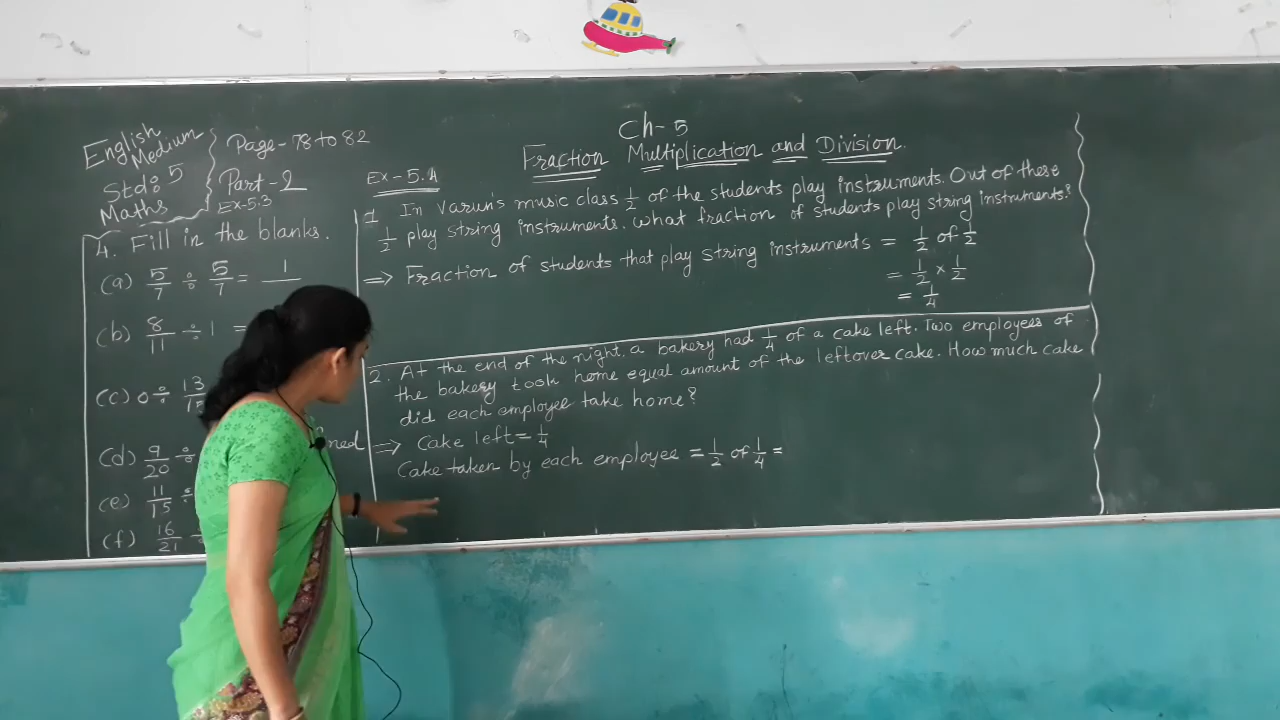 Ch-5
Fraction Multiplication and Division.
English
Medium
Std: 5
Maths
Page-78 to 82
Part-2
Ex-5.3
4. Fill in the blanks.
(a) 5/7 ÷ 5/7 = 1
(b) 8/11 ÷ 1 =
(c) 0 ÷ 13/15
(d) 9/20 ÷
(e) 11/15 ÷
(f) 16/21
Ex-5.4
1 In Varun's music class 1/2 of the students play instruments. Out of these
1/2 play string instruments. What fraction of students play string instruments?
⇒ Fraction of students that play string instruments = 1/2 of 1/2
= 1/2 × 1/2
= 1/4
2. At the end of the night, a bakery had 1/4 of a cake left. Two employees of
the bakery took home equal amount of the leftover cake. How much cake
did each employee take home?
⇒ Cake left = 1/4
Cake taken by each employee = 1/2 of 1/4 =